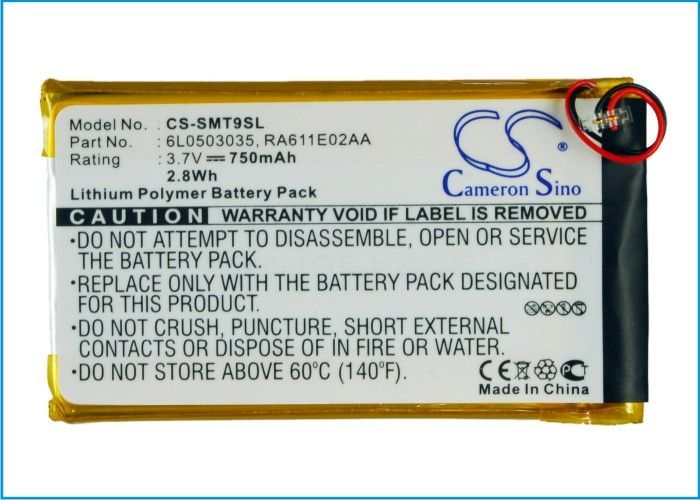 Model No. : CS-SMT9SL
Part No. : 6L0503035, RA611E02AA
Rating : 3.7V 750mAh
2.8Wh
Lithium Polymer Battery Pack
CS
Cameron Sino
CAUTION WARRANTY VOID IF LABEL IS REMOVED
•DO NOT ATTEMPT TO DISASSEMBLE, OPEN OR SERVICE
THE BATTERY PACK
•REPLACE ONLY WITH THE BATTERY PACK DESIGNATED
FOR THIS PRODUCT
•DO NOT CRUSH, PUNCTURE, SHORT EXTERNAL CONTACTS
OR DISPOSE OF IN FIRE OR WATER.
•DO NOT STORE ABOVE 60°C (140°F)
CE PCT
Made In China